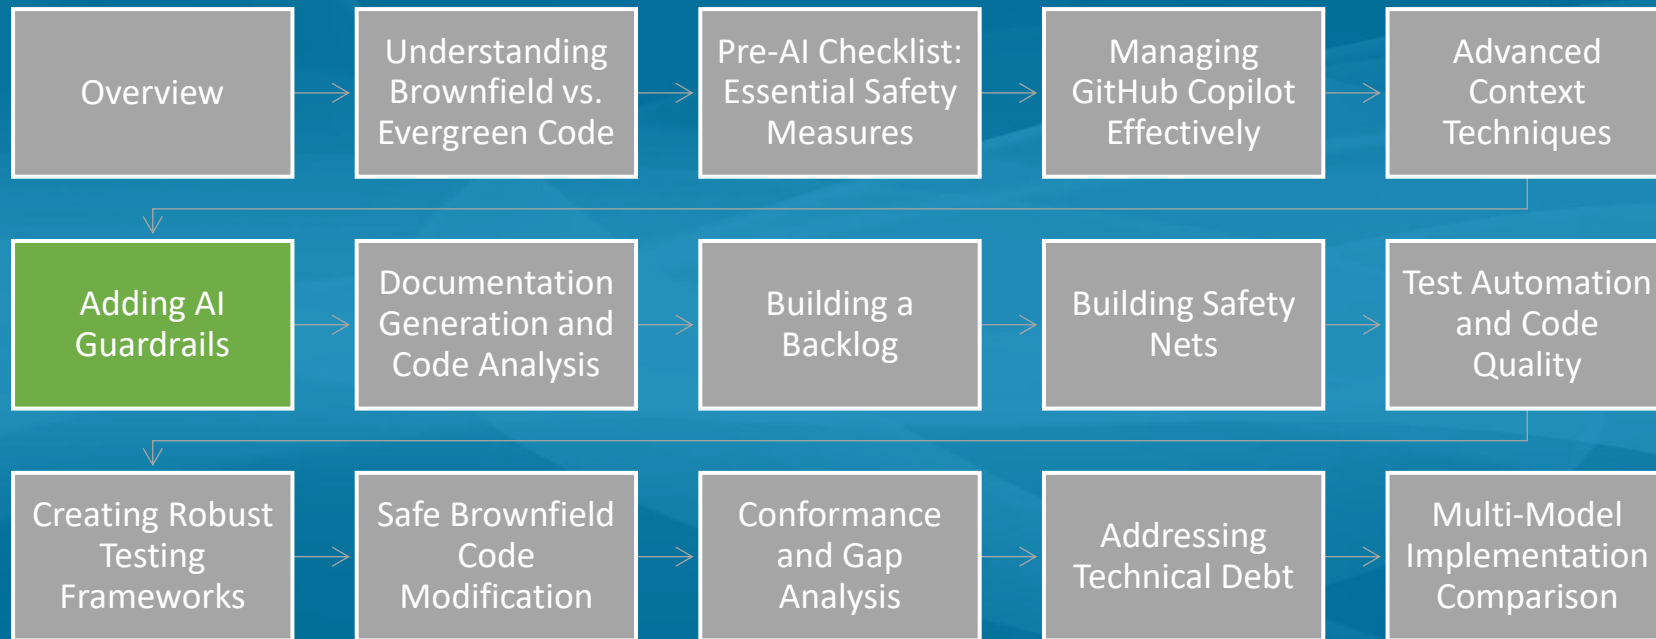 Overview
Understanding
Brownfield vs.
Evergreen Code
Pre-AI Checklist:
Essential Safety
Measures
Managing
GitHub Copilot
Effectively
Advanced
Context
Techniques
Adding AI
Guardrails
Documentation
Generation and
Code Analysis
Building a
Backlog
Building Safety
Nets
Test Automation
and Code
Quality
Creating Robust
Testing
Frameworks
Safe Brownfield
Code
Modification
Conformance
and Gap
Analysis
Addressing
Technical Debt
Multi-Model
Implementation
Comparison